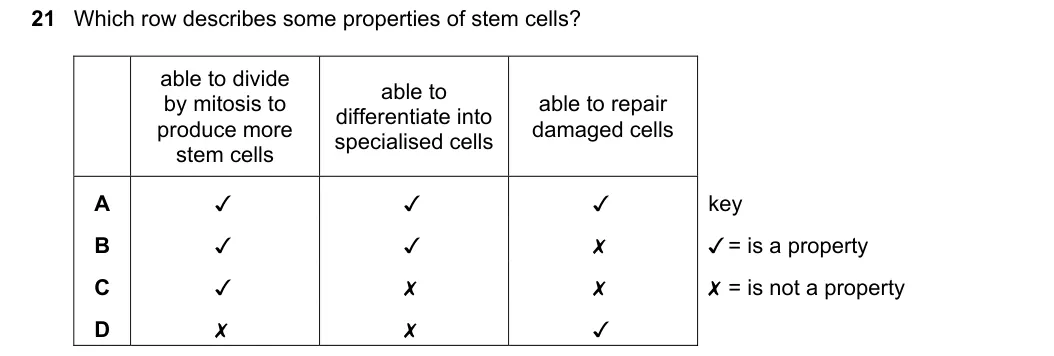 21 Which row describes some properties of stem cells?
able to divide
by mitosis to
produce more
stem cells
able to
differentiate into
specialised cells
able to repair
damaged cells
A ✓ ✓ ✓ key
B ✓ ✓ ✗ ✓ = is a property
C ✓ ✗ ✗ ✗ = is not a property
D ✗ ✗ ✓